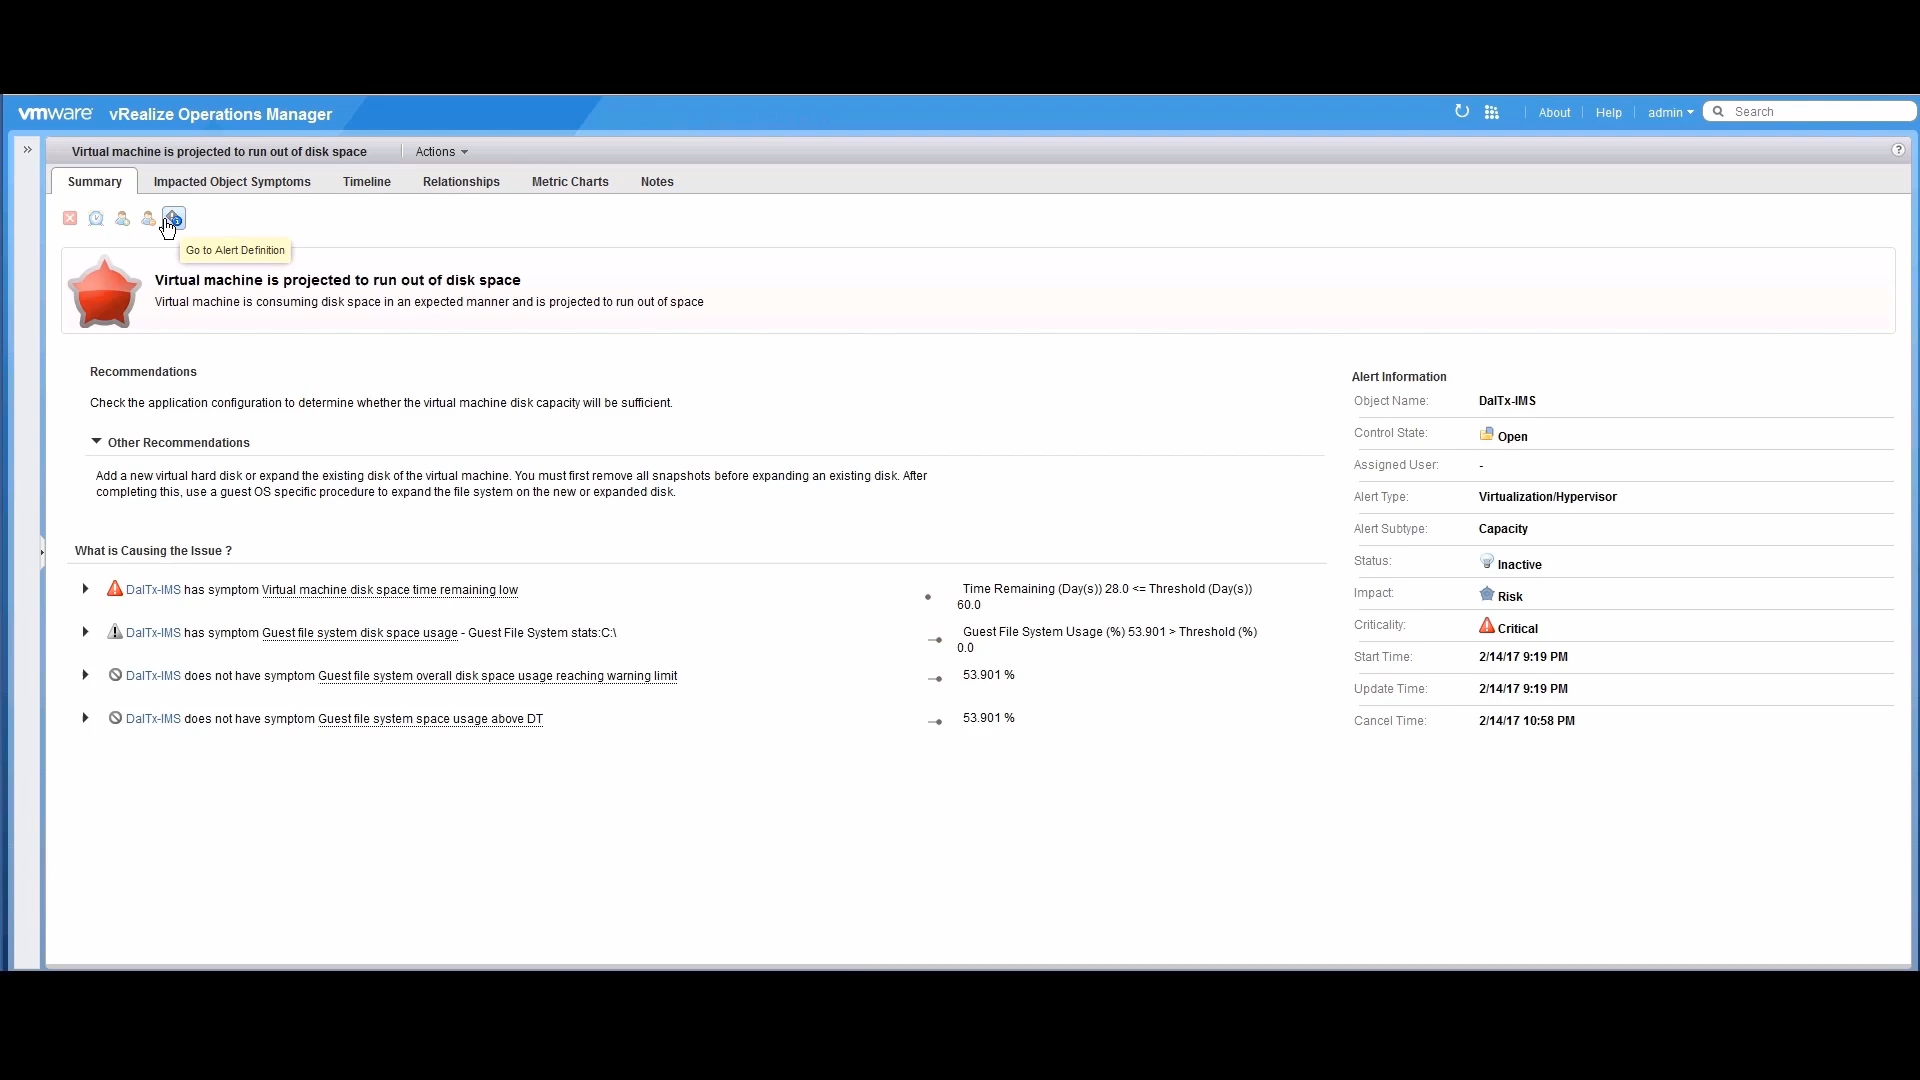 vmware vRealize Operations Manager About Help admin Search
Virtual machine is projected to run out of disk space Actions
Summary Impacted Object Symptoms Timeline Relationships Metric Charts Notes
Go to Alert Definition
Virtual machine is projected to run out of disk space
Virtual machine is consuming disk space in an expected manner and is projected to run out of space
Recommendations
Check the application configuration to determine whether the virtual machine disk capacity will be sufficient.
Other Recommendations
Add a new virtual hard disk or expand the existing disk of the virtual machine. You must first remove all snapshots before expanding an existing disk. After
completing this, use a guest OS specific procedure to expand the file system on the new or expanded disk.
What is Causing the Issue ?
DalTx-IMS has symptom Virtual machine disk space time remaining low
Time Remaining (Day(s)) 28.0 <= Threshold (Day(s))
60.0
DalTx-IMS has symptom Guest file system disk space usage - Guest File System stats:C:\
Guest File System Usage (%) 53.901 > Threshold (%)
0.0
DalTx-IMS does not have symptom Guest file system overall disk space usage reaching warning limit
53.901 %
DalTx-IMS does not have symptom Guest file system space usage above DT
53.901 %
Alert Information
Object Name: DalTx-IMS
Control State: Open
Assigned User: -
Alert Type: Virtualization/Hypervisor
Alert Subtype: Capacity
Status: Inactive
Impact: Risk
Criticality: Critical
Start Time: 2/14/17 9:19 PM
Update Time: 2/14/17 9:19 PM
Cancel Time: 2/14/17 10:58 PM